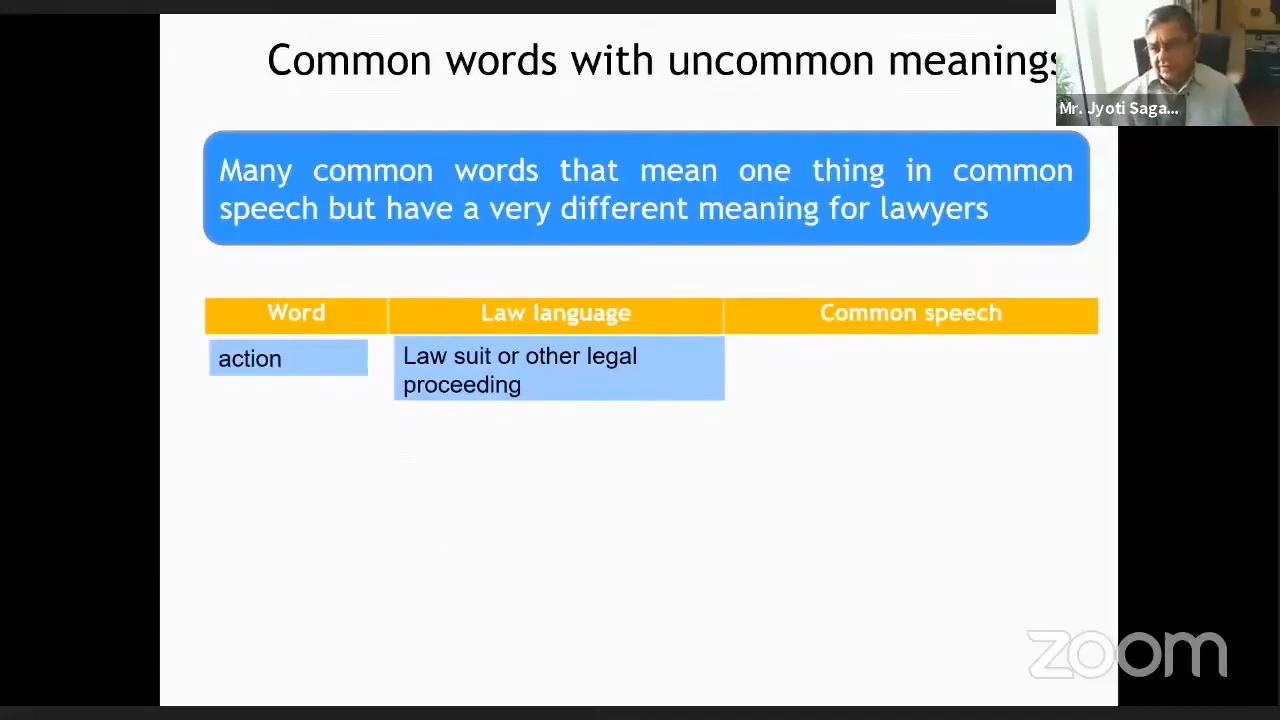 Common words with uncommon meanings
Mr. Jyoti Saga...
Many common words that mean one thing in common
speech but have a very different meaning for lawyers
Word Law language Common speech
action Law suit or other legal
proceeding
zoom